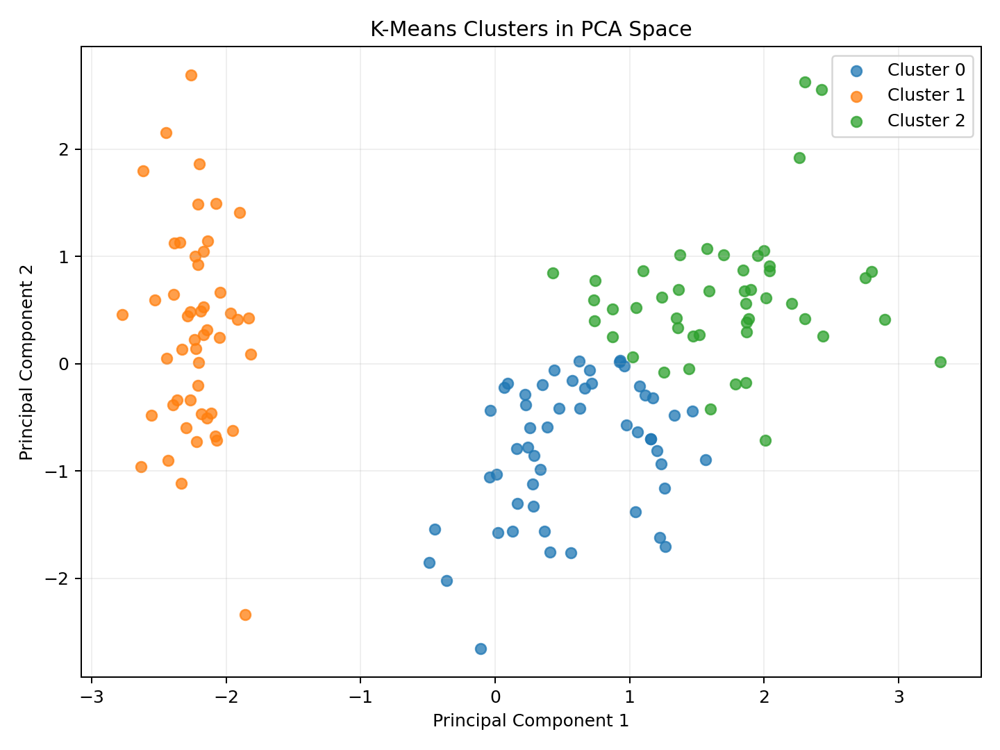 K-Means Clusters in PCA Space
Cluster 0
Cluster 1
Cluster 2
Principal Component 2
2
1
0
−1
−2
−3
−2
−1
0
1
2
3
Principal Component 1